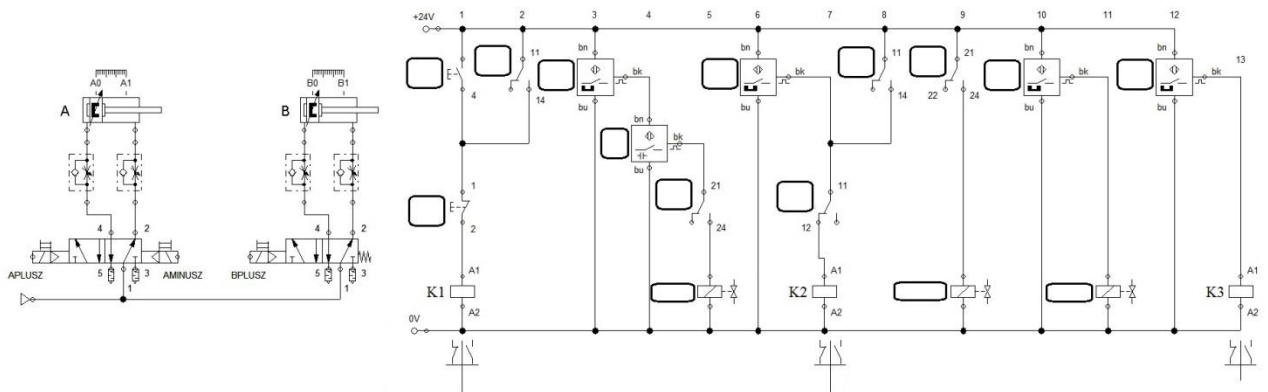 1 2 3 4 5 6 7 8 9 10 11 12
+24V
bn bn bn bn
11 11 21
A0 A1 B0 B1
13
bk bk bk bk
A B
4 14 14 22 24
bu bu bu bu
bn
bk
bu
1 21 11
4 2 4 2
2 24 12
APLUSZ AMINUSZ BPLUSZ
5 3 5 3
1 1
A1 A1 A1
K1 K2 K3
A2 A2 A2
0V